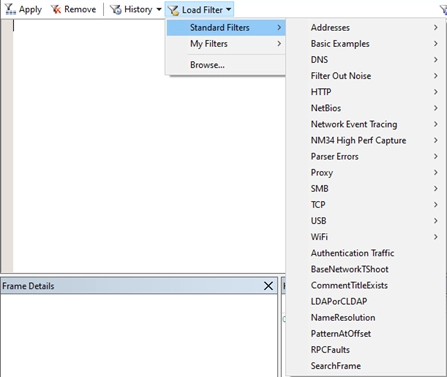 Apply Remove History Load Filter
Standard Filters
My Filters
Browse...
Addresses
Basic Examples
DNS
Filter Out Noise
HTTP
NetBios
Network Event Tracing
NM34 High Perf Capture
Parser Errors
Proxy
SMB
TCP
USB
WiFi
Authentication Traffic
BaseNetworkTShoot
CommentTitleExists
LDAPorCLDAP
NameResolution
PatternAtOffset
RPCFaults
SearchFrame
Frame Details